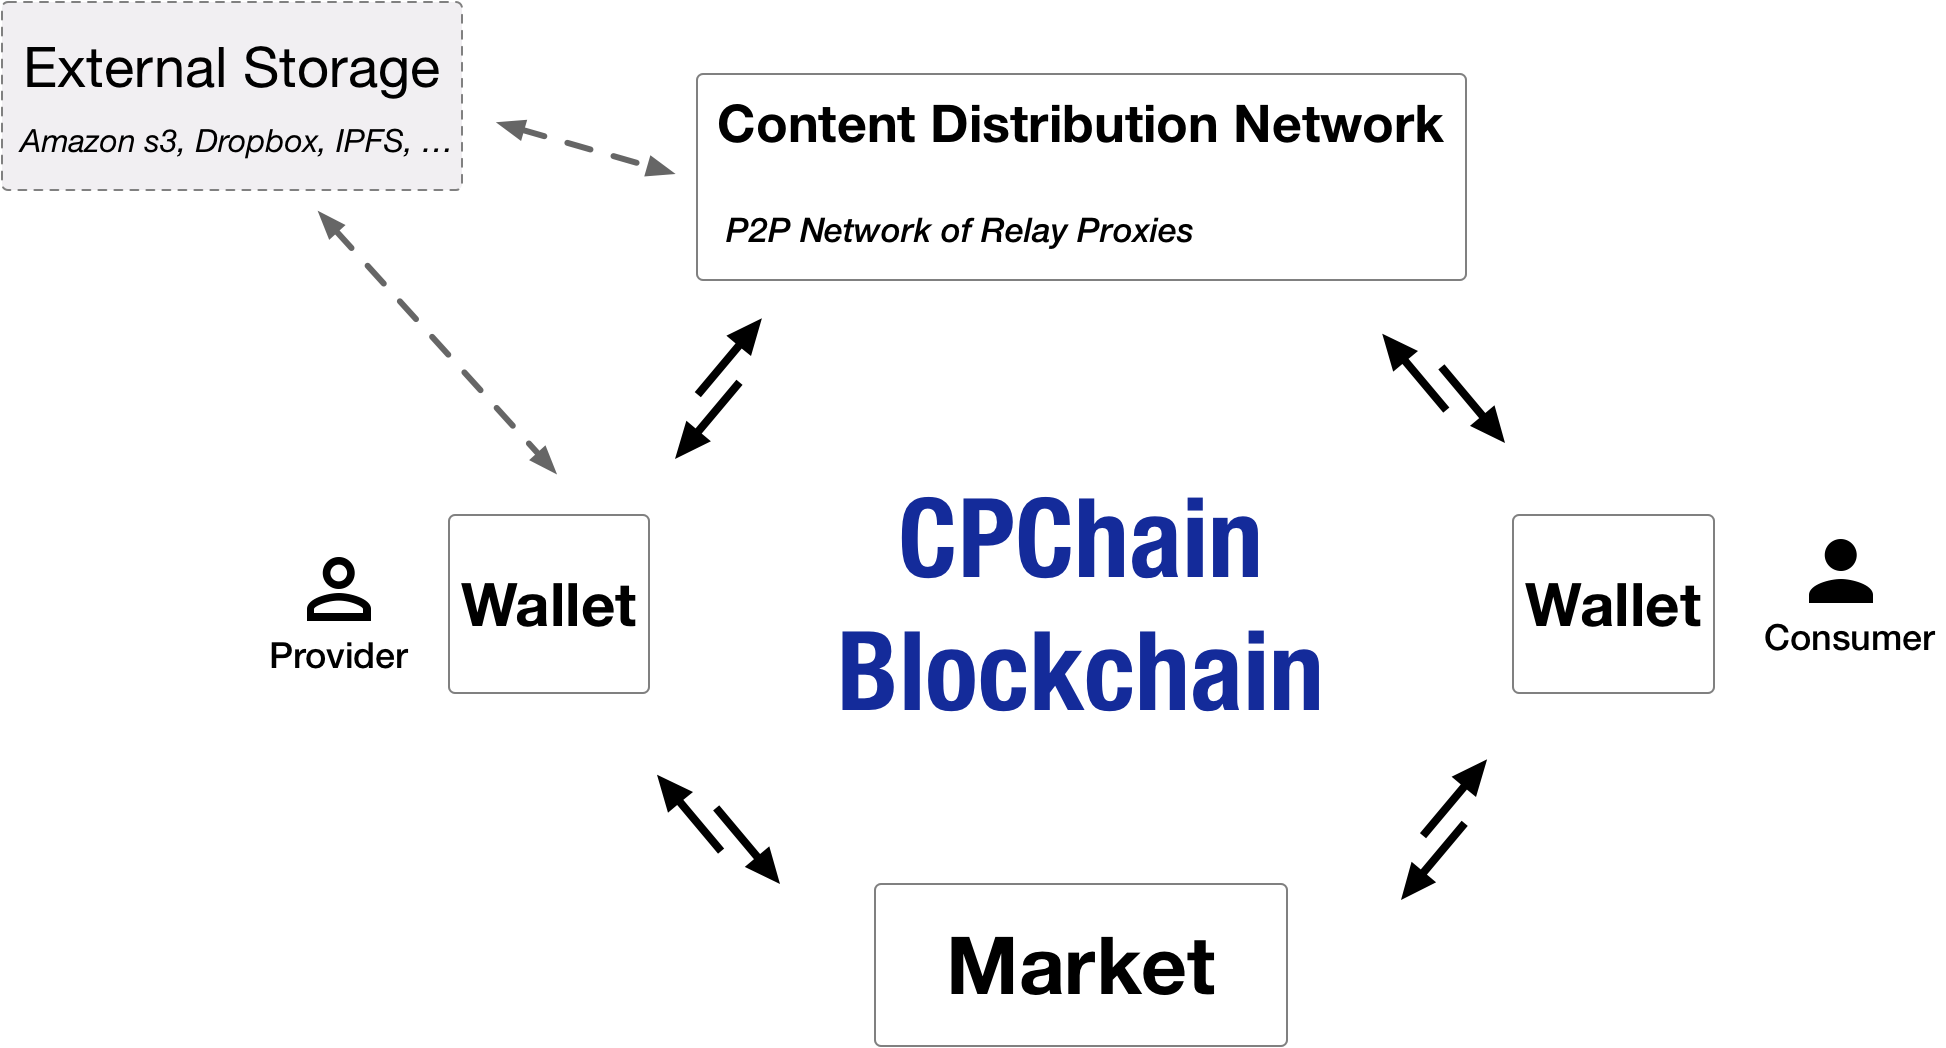 External Storage
Amazon s3, Dropbox, IPFS, …
Content Distribution Network
P2P Network of Relay Proxies
CPChain
Blockchain
Wallet
Provider
Wallet
Consumer
Market